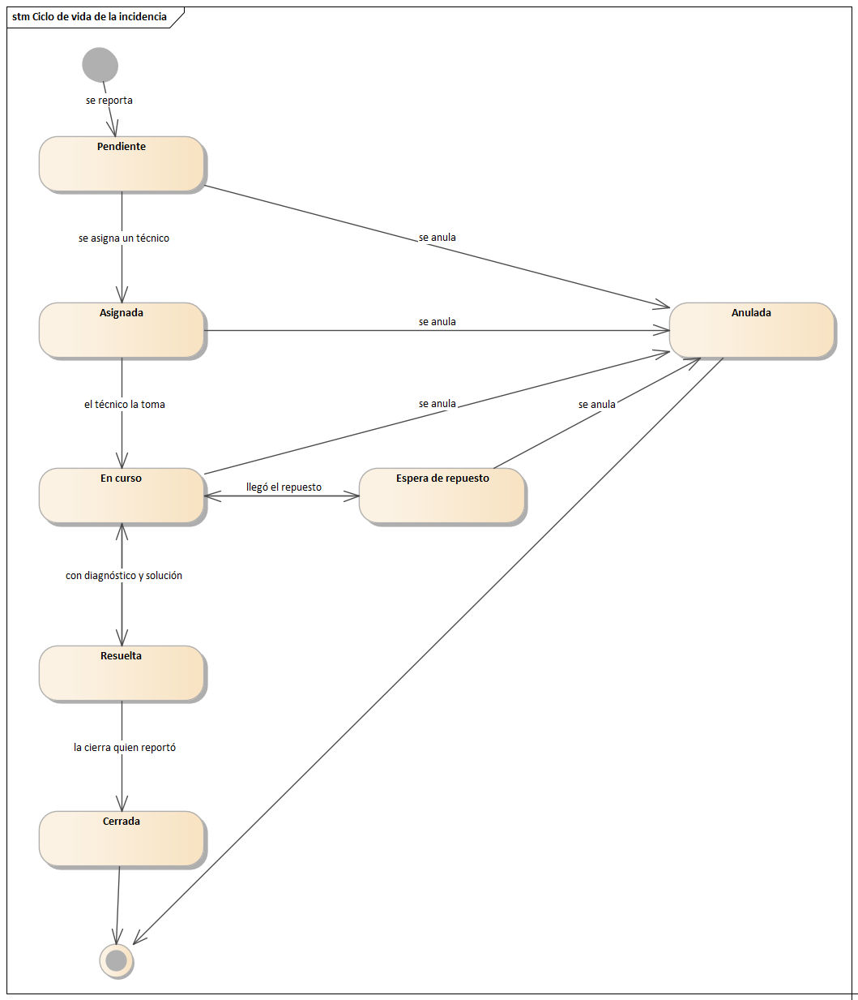 stm Ciclo de vida de la incidencia
se reporta
Pendiente
se asigna un técnico
se anula
Asignada
se anula
Anulada
el técnico la toma
se anula
se anula
En curso
llegó el repuesto
Espera de repuesto
con diagnóstico y solución
Resuelta
la cierra quien reportó
Cerrada